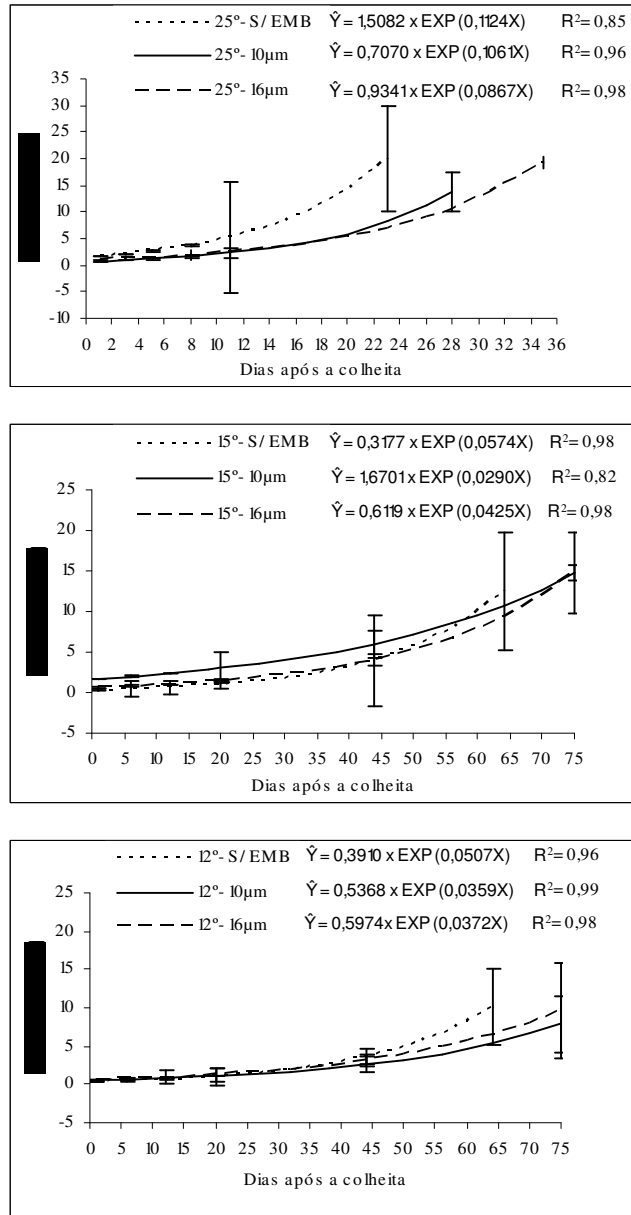 25º- S/ EMB Ŷ = 1,5082 x EXP (0,1124X) R²= 0,85
25º- 10µm Ŷ = 0,7070 x EXP (0,1061X) R²= 0,96
25º- 16µm Ŷ = 0,9341 x EXP (0,0867X) R²= 0,98
35
30
25
20
15
10
5
0
-5
-10
0 2 4 6 8 10 12 14 16 18 20 22 24 26 28 30 32 34 36
Dias após a colheita
15º- S/ EMB Ŷ = 0,3177 x EXP (0,0574X) R²= 0,98
15º- 10µm Ŷ = 1,6701 x EXP (0,0290X) R²= 0,82
15º- 16µm Ŷ = 0,6119 x EXP (0,0425X) R²= 0,98
25
20
15
10
5
0
-5
0 5 10 15 20 25 30 35 40 45 50 55 60 65 70 75
Dias após a colheita
12º- S/ EMB Ŷ = 0,3910 x EXP (0,0507X) R²= 0,96
12º- 10µm Ŷ = 0,5368 x EXP (0,0359X) R²= 0,99
12º- 16µm Ŷ = 0,5974 x EXP (0,0372X) R²= 0,98
25
20
15
10
5
0
-5
0 5 10 15 20 25 30 35 40 45 50 55 60 65 70 75
Dias após a colheita